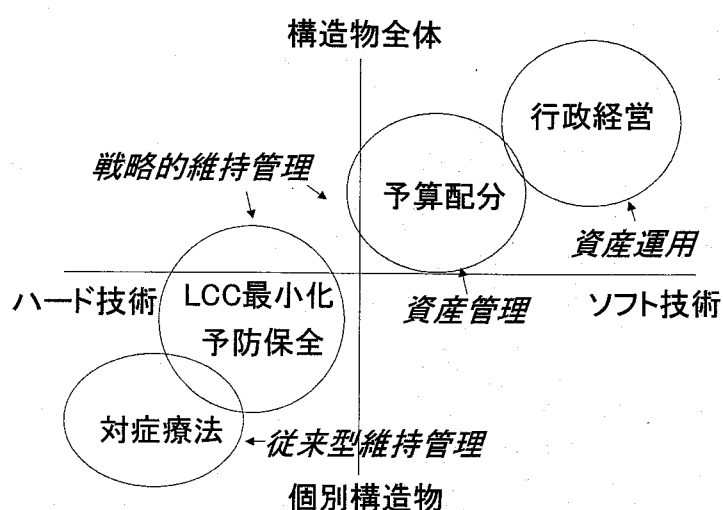 構造物全体
行政経営
戦略的維持管理
予算配分
資産運用
ハード技術
LCC最小化
予防保全
資産管理
ソフト技術
対症療法
従来型維持管理
個別構造物